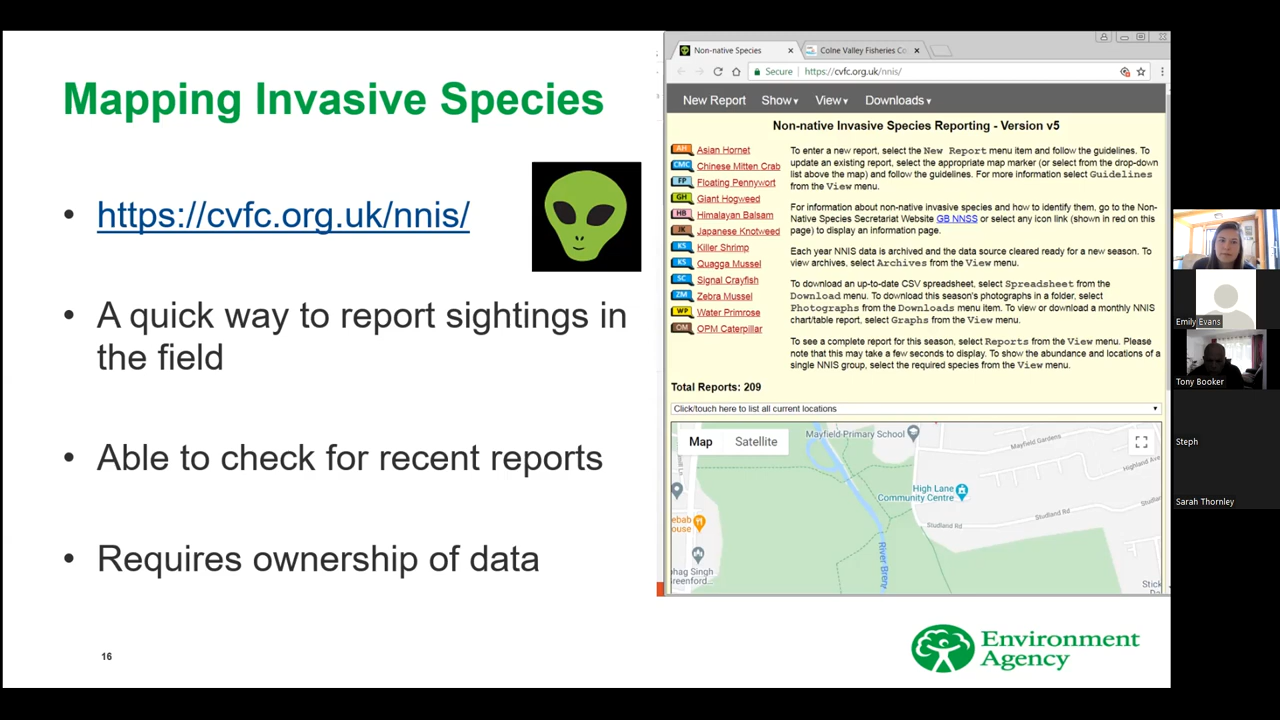 Mapping Invasive Species
• https://cvfc.org.uk/nnis/
• A quick way to report sightings in
the field
• Able to check for recent reports
• Requires ownership of data
16
Non-native Species
Colne Valley Fisheries Co
Secure
https://cvfc.org.uk/nnis/
New Report Show View Downloads
Non-native Invasive Species Reporting - Version v5
AH Asian Hornet
CMC Chinese Mitten Crab
FP Floating Pennywort
GH Giant Hogweed
HB Himalayan Balsam
JK Japanese Knotweed
KS Killer Shrimp
KS Quagga Mussel
SC Signal Crayfish
ZM Zebra Mussel
WP Water Primrose
OM OPM Caterpillar
To enter a new report, select the New Report menu item and follow the guidelines. To
update an existing report, select the appropriate map marker (or select from the drop-down
list above the map) and follow the guidelines. For more information select Guidelines
from the View menu.
For information about non-native invasive species and how to identify them, go to the Non-
Native Species Secretariat Website GB NNSS or select any icon link (shown in red on this
page) to display an information page.
Each year NNIS data is archived and the data source cleared ready for a new season. To
view archives, select Archives from the View menu.
To download an up-to-date CSV spreadsheet, select Spreadsheet from the
Download menu. To download this season's photographs in a folder, select
Photographs from the Downloads menu item. To view or download a monthly NNIS
chart/table report, select Graphs from the View menu.
To see a complete report for this season, select Reports from the View menu. Please
note that this may take a few seconds to display. To show the abundance and locations of a
single NNIS group, select the required species from the View menu.
Total Reports: 209
Click/touch here to list all current locations
Map Satellite
Mayfield Primary School
Mayfield Gardens
Highland Ave
High Lane
Community Centre
Studland Rd
Studland Rd
ebab
ouse
River Bren
hag Singh
reenford...
Stick
Environment
Agency
Emily Evans
Tony Booker
Steph
Sarah Thornley